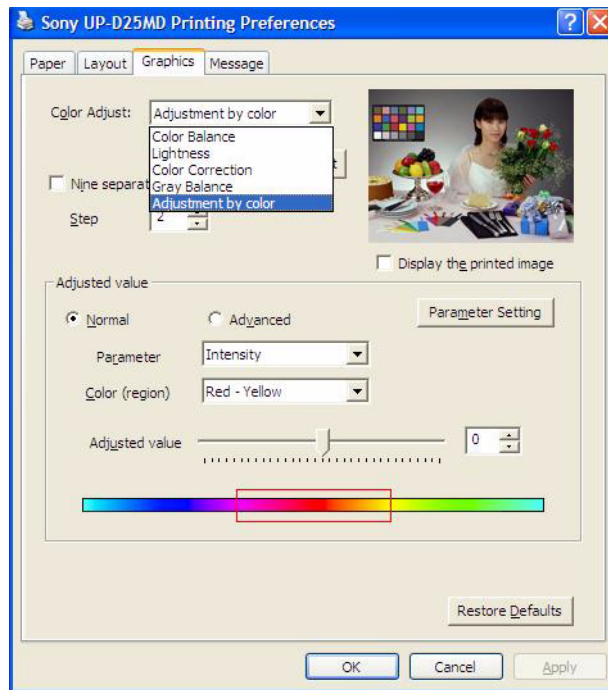 Sony UP-D25MD Printing Preferences
Paper Layout Graphics Message
Color Adjust: Adjustment by color
Color Balance
Lightness
Color Correction
Gray Balance
Adjustment by color
Nine separat
Step 2
Display the printed image
Adjusted value
Normal Advanced Parameter Setting
Parameter Intensity
Color (region) Red - Yellow
Adjusted value 0
Restore Defaults
OK Cancel Apply